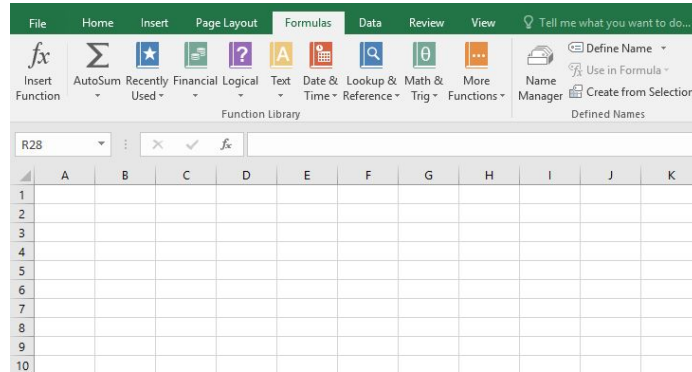 File Home Insert Page Layout Formulas Data Review View Tell me what you want to do...
fx Σ ? A θ
Insert Function AutoSum Recently Used Financial Logical Text Date & Time Lookup & Reference Math & Trig More Functions Name Manager
Define Name
Use in Formula
Create from Selection
Function Library Defined Names
R28 fx
A B C D E F G H I J K
1
2
3
4
5
6
7
8
9
10